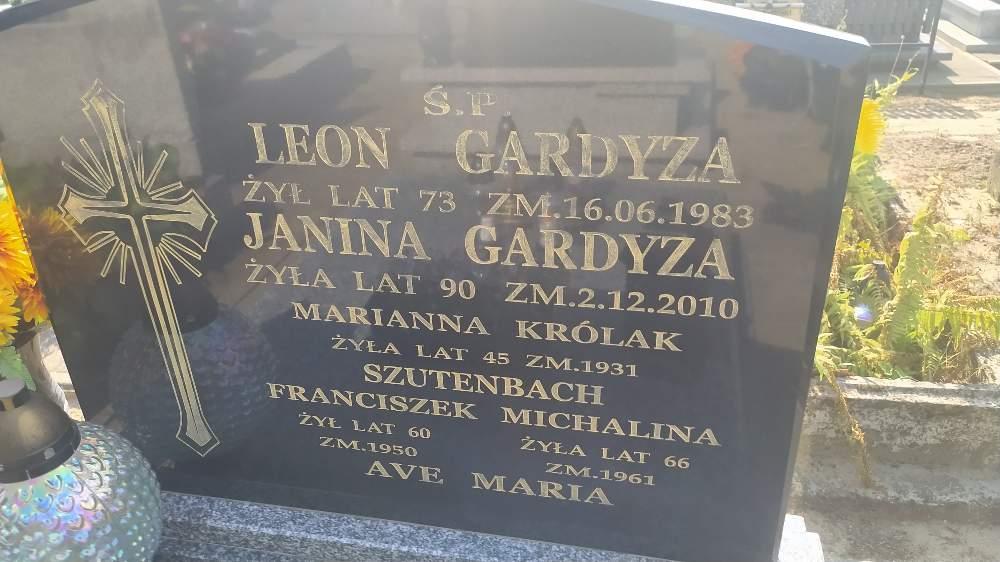 Ś.P.
LEON GARDYZA
ŻYŁ LAT 73 ZM.16.06.1983
JANINA GARDYZA
ŻYŁA LAT 90 ZM.2.12.2010
MARIANNA KRÓLAK
ŻYŁA LAT 45 ZM.1931
SZUTENBACH
FRANCISZEK MICHALINA
ŻYŁ LAT 60 ŻYŁA LAT 66
ZM.1950 ZM.1961
AVE MARIA